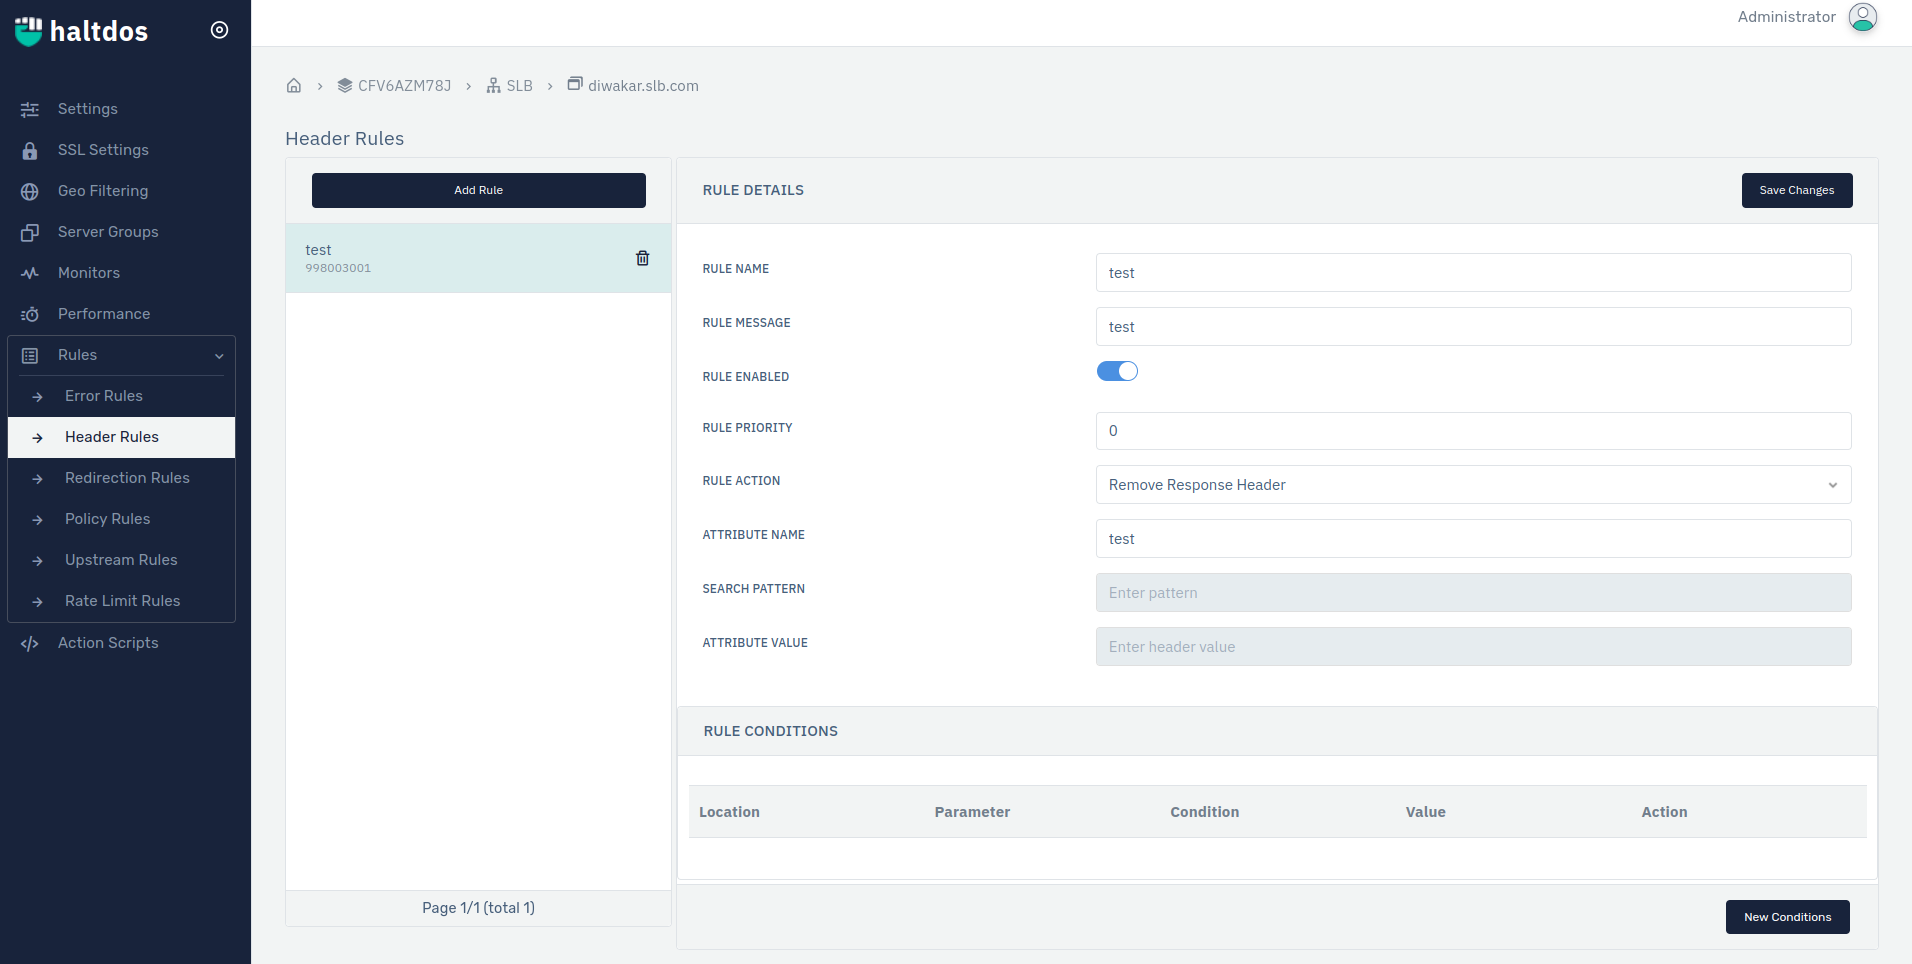 haltdos
Administrator
Settings
SSL Settings
Geo Filtering
Server Groups
Monitors
Performance
Rules
Error Rules
Header Rules
Redirection Rules
Policy Rules
Upstream Rules
Rate Limit Rules
Action Scripts
CFV6AZM78J
SLB
diwakar.slb.com
Header Rules
Add Rule
test
998003001
Page 1/1 (total 1)
RULE DETAILS
Save Changes
RULE NAME
test
RULE MESSAGE
test
RULE ENABLED
RULE PRIORITY
0
RULE ACTION
Remove Response Header
ATTRIBUTE NAME
test
SEARCH PATTERN
Enter pattern
ATTRIBUTE VALUE
Enter header value
RULE CONDITIONS
Location Parameter Condition Value Action
New Conditions